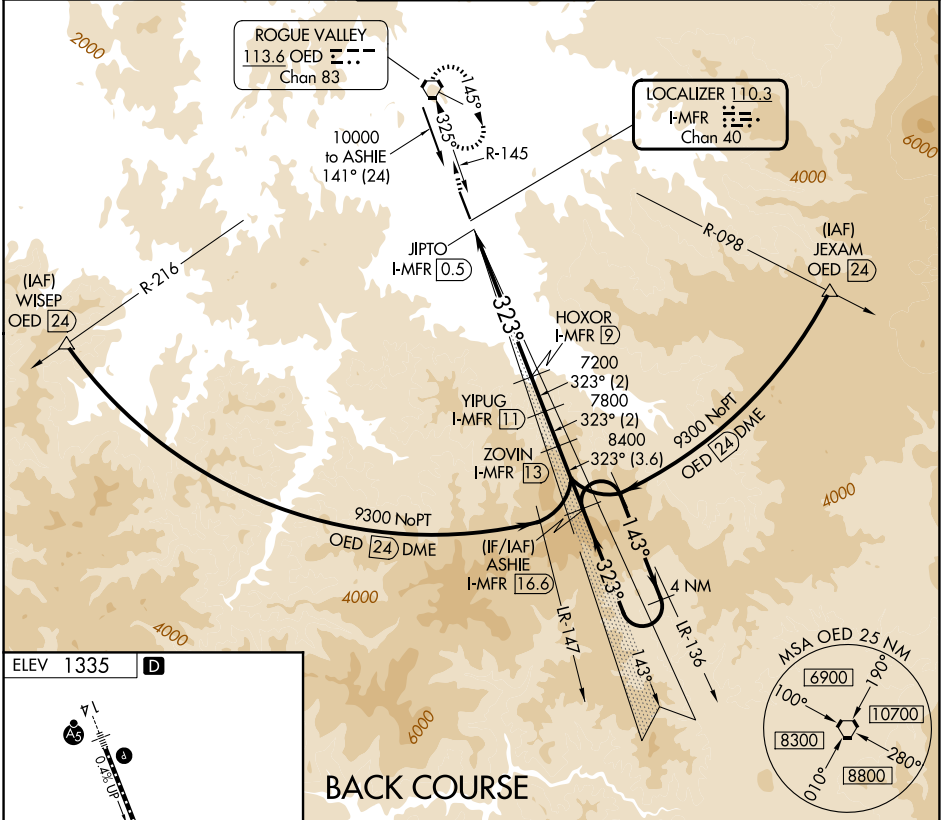 2000
ROGUE VALLEY
113.6 OED
Chan 83
145°
325°
LOCALIZER 110.3
I-MFR
Chan 40
6000
4000
10000
to ASHIE
141° (24)
R-145
R-098
(IAF)
JEXAM
OED 24
JIPTO
I-MFR 0.5
R-216
(IAF)
WISEP
OED 24
323°
HOXOR
I-MFR 9
7200
323° (2)
YIPUG
I-MFR 11
7800
323° (2)
8400
323° (3.6)
ZOVIN
I-MFR 13
9300 NoPT
OED 24 DME
9300 NoPT
OED 24 DME
4000
(IF/IAF)
ASHIE
I-MFR 16.6
143°
323°
4 NM
4000
4000
LR-147
LR-136
143°
6000
MSA OED 25 NM
6900
190°
100°
10700
8300
280°
8800
010°
ELEV 1335 D
14
A5
P
0.4% UP
BACK COURSE